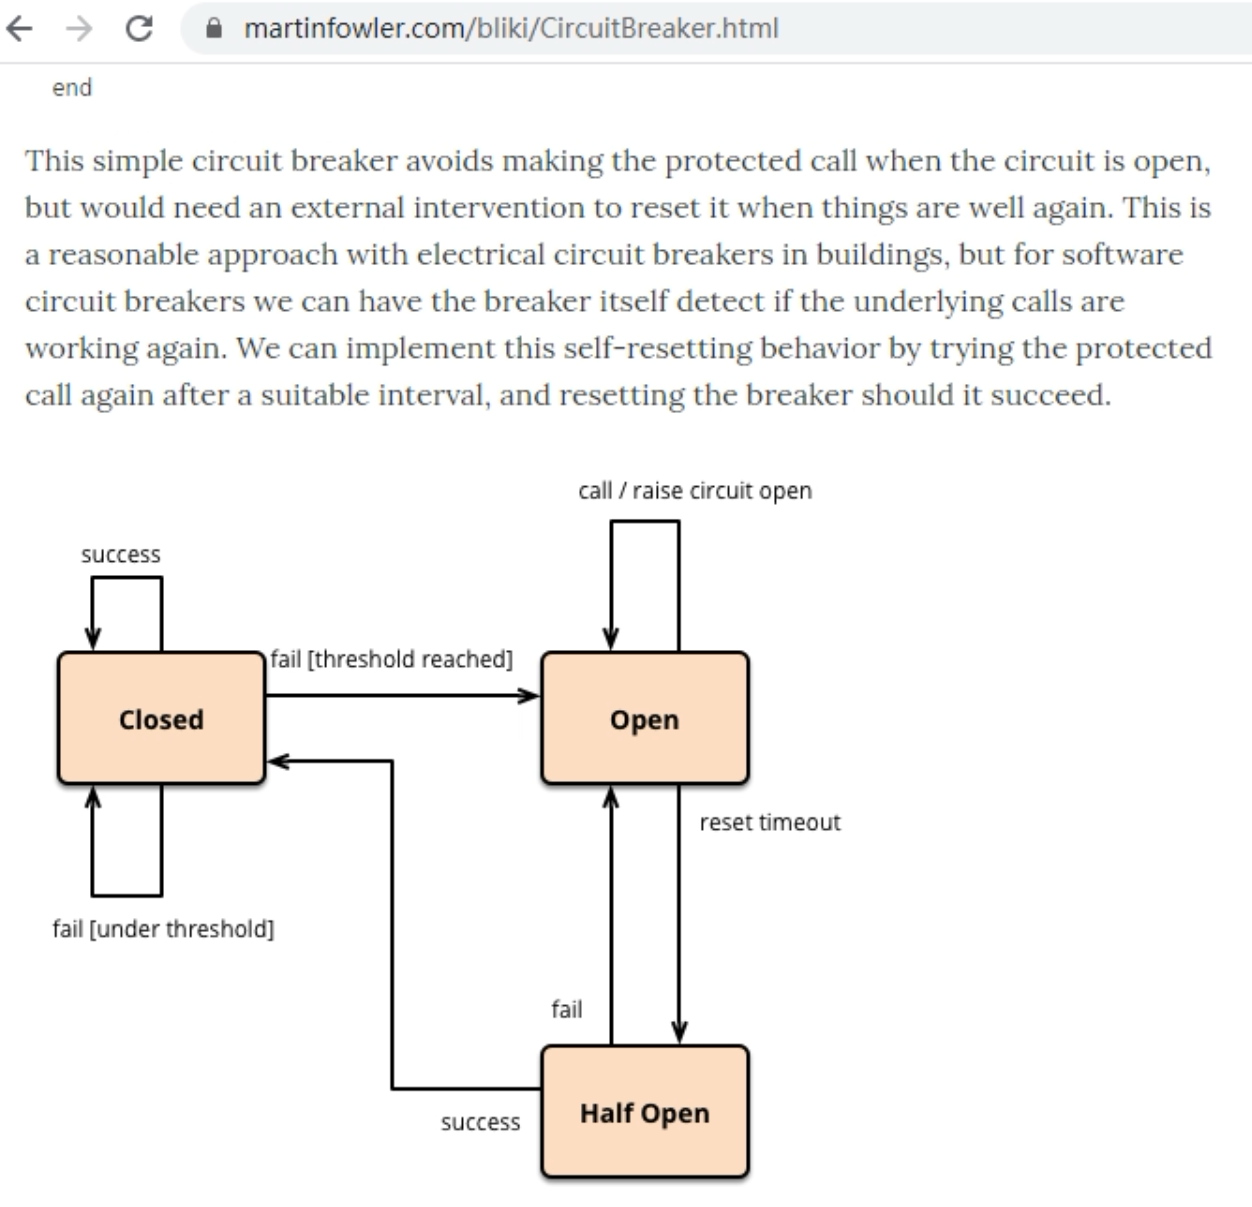 martinfowler.com/bliki/CircuitBreaker.html
end
This simple circuit breaker avoids making the protected call when the circuit is open,
but would need an external intervention to reset it when things are well again. This is
a reasonable approach with electrical circuit breakers in buildings, but for software
circuit breakers we can have the breaker itself detect if the underlying calls are
working again. We can implement this self-resetting behavior by trying the protected
call again after a suitable interval, and resetting the breaker should it succeed.
call / raise circuit open
success
fail [threshold reached]
Closed
Open
reset timeout
fail [under threshold]
fail
Half Open
success